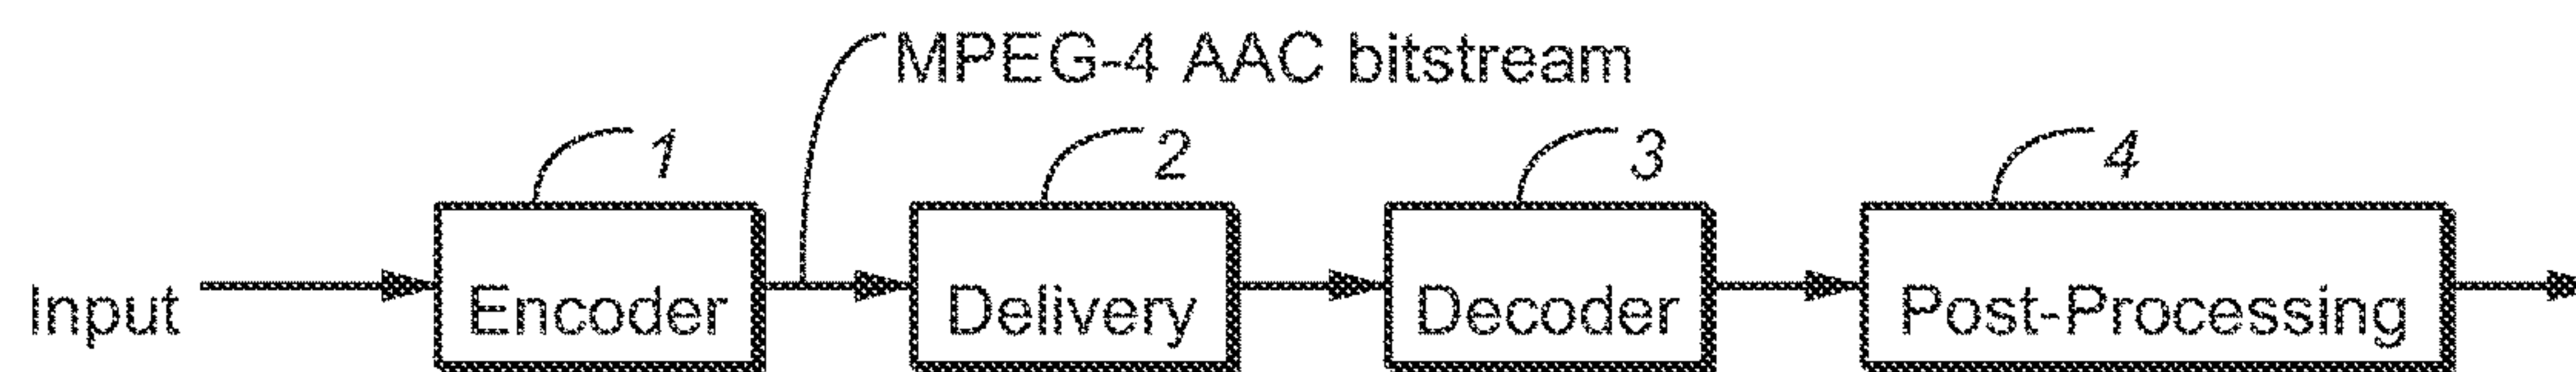 MPEG-4 AAC bitstream
1 2 3 4
Input Encoder Delivery Decoder Post-Processing